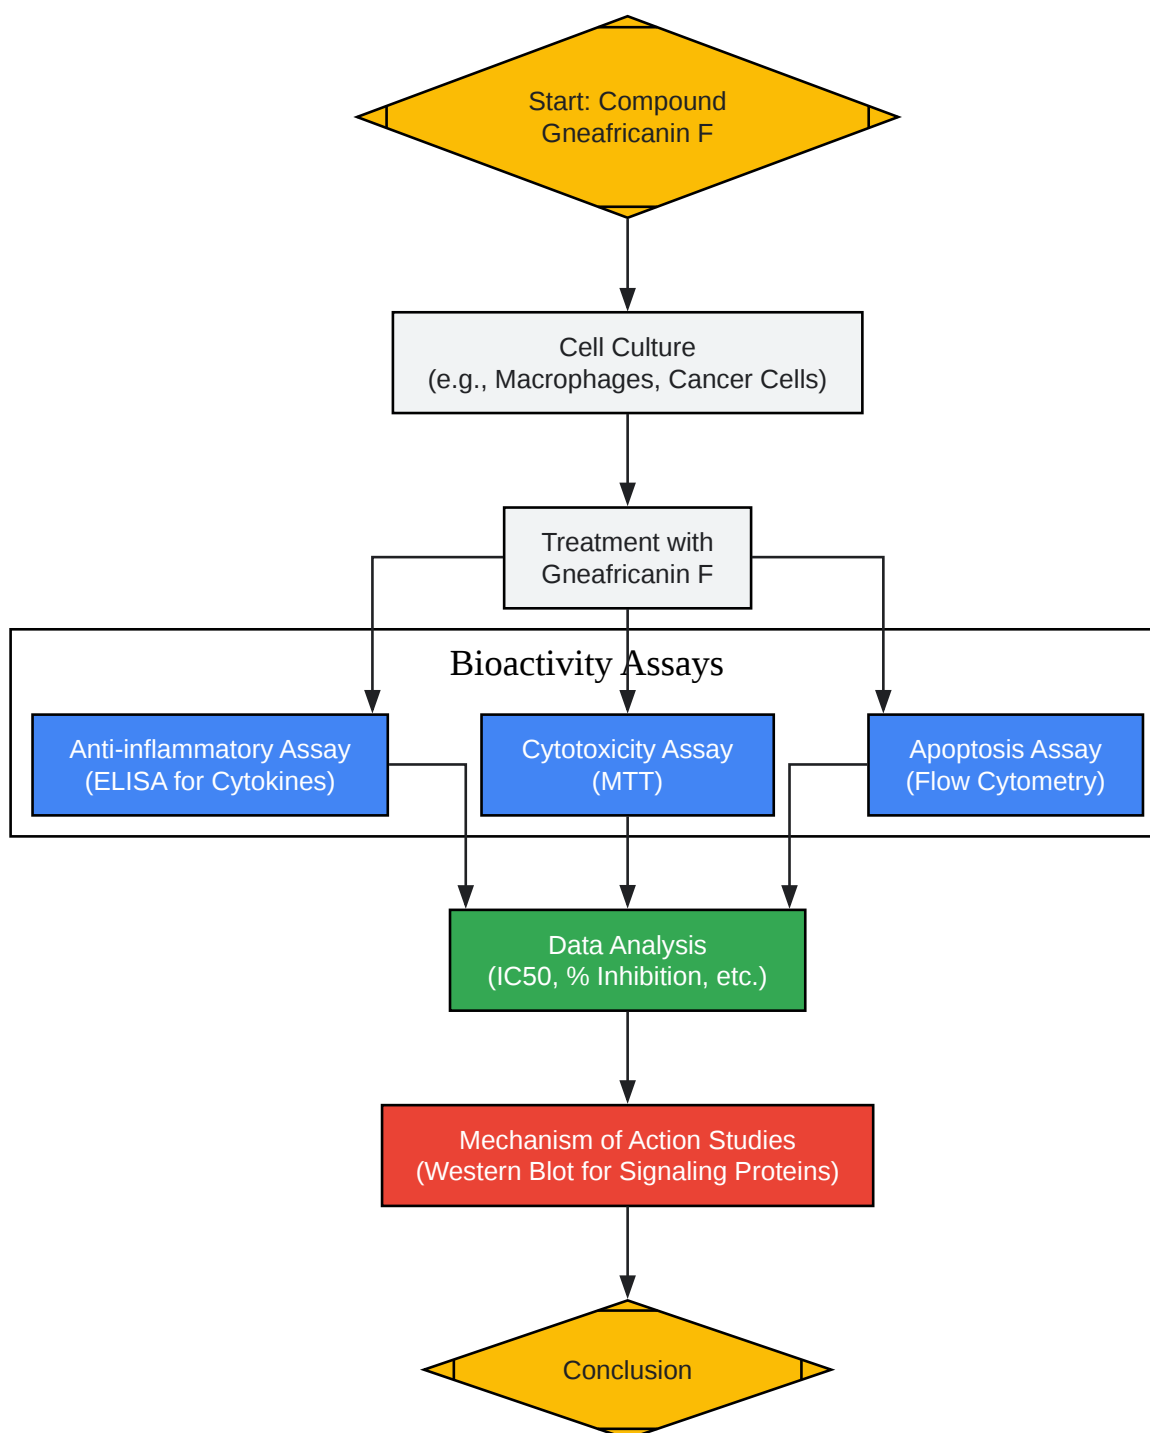 Start: Compound
Gneafricanin F
Cell Culture
(e.g., Macrophages, Cancer Cells)
Treatment with
Gneafricanin F
Bioactivity Assays
Anti-inflammatory Assay
(ELISA for Cytokines)
Cytotoxicity Assay
(MTT)
Apoptosis Assay
(Flow Cytometry)
Data Analysis
(IC50, % Inhibition, etc.)
Mechanism of Action Studies
(Western Blot for Signaling Proteins)
Conclusion